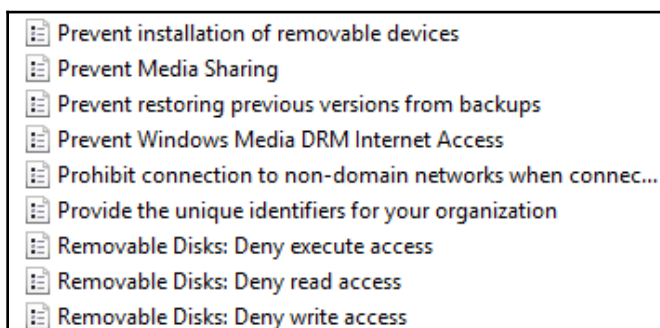 Prevent installation of removable devices
Prevent Media Sharing
Prevent restoring previous versions from backups
Prevent Windows Media DRM Internet Access
Prohibit connection to non-domain networks when connec...
Provide the unique identifiers for your organization
Removable Disks: Deny execute access
Removable Disks: Deny read access
Removable Disks: Deny write access